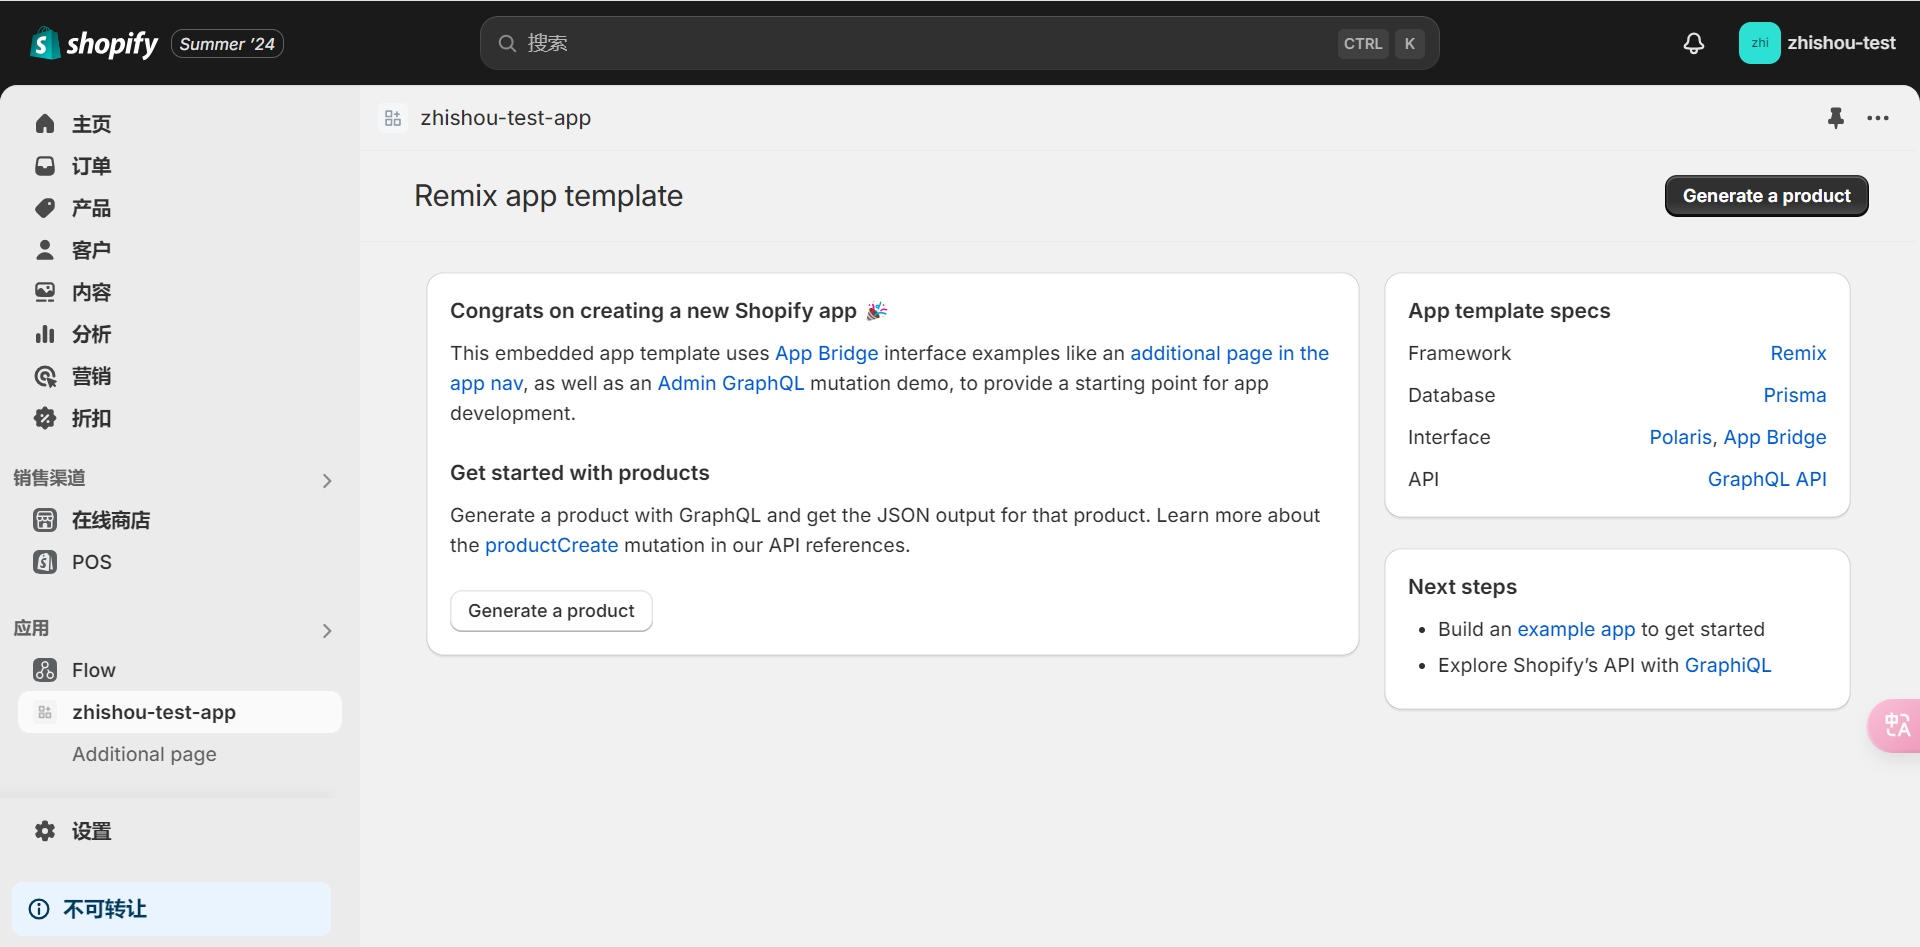 shopify Summer '24
搜索
CTRL K
zhi zhishou-test
主页
订单
产品
客户
内容
分析
营销
折扣
销售渠道
在线商店
POS
应用
Flow
zhishou-test-app
Additional page
设置
不可转让
zhishou-test-app
Remix app template
Generate a product
Congrats on creating a new Shopify app 🎉
This embedded app template uses App Bridge interface examples like an additional page in the
app nav, as well as an Admin GraphQL mutation demo, to provide a starting point for app
development.
Get started with products
Generate a product with GraphQL and get the JSON output for that product. Learn more about
the productCreate mutation in our API references.
Generate a product
App template specs
Framework Remix
Database Prisma
Interface Polaris, App Bridge
API GraphQL API
Next steps
• Build an example app to get started
• Explore Shopify’s API with GraphiQL
中A